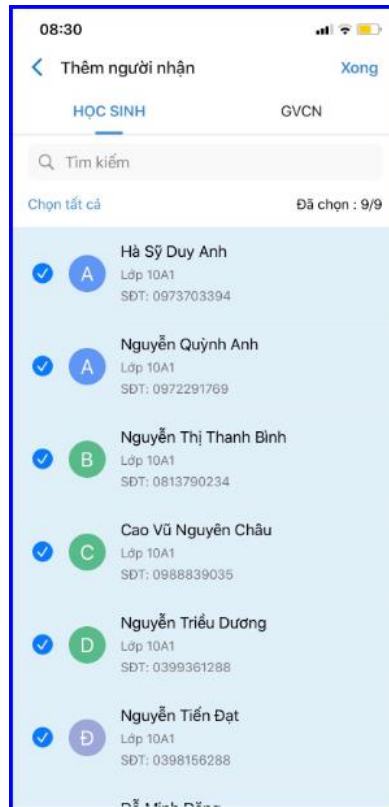 08:30
Thêm người nhận Xong
HỌC SINH GVCN
Tìm kiếm
Chọn tất cả Đã chọn : 9/9
A Hà Sỹ Duy Anh
Lớp 10A1
SĐT: 0973703394
A Nguyễn Quỳnh Anh
Lớp 10A1
SĐT: 0972291769
B Nguyễn Thị Thanh Bình
Lớp 10A1
SĐT: 0813790234
C Cao Vũ Nguyên Châu
Lớp 10A1
SĐT: 0988839035
D Nguyễn Triều Dương
Lớp 10A1
SĐT: 0399361288
Đ Nguyễn Tiến Đạt
Lớp 10A1
SĐT: 0398156288